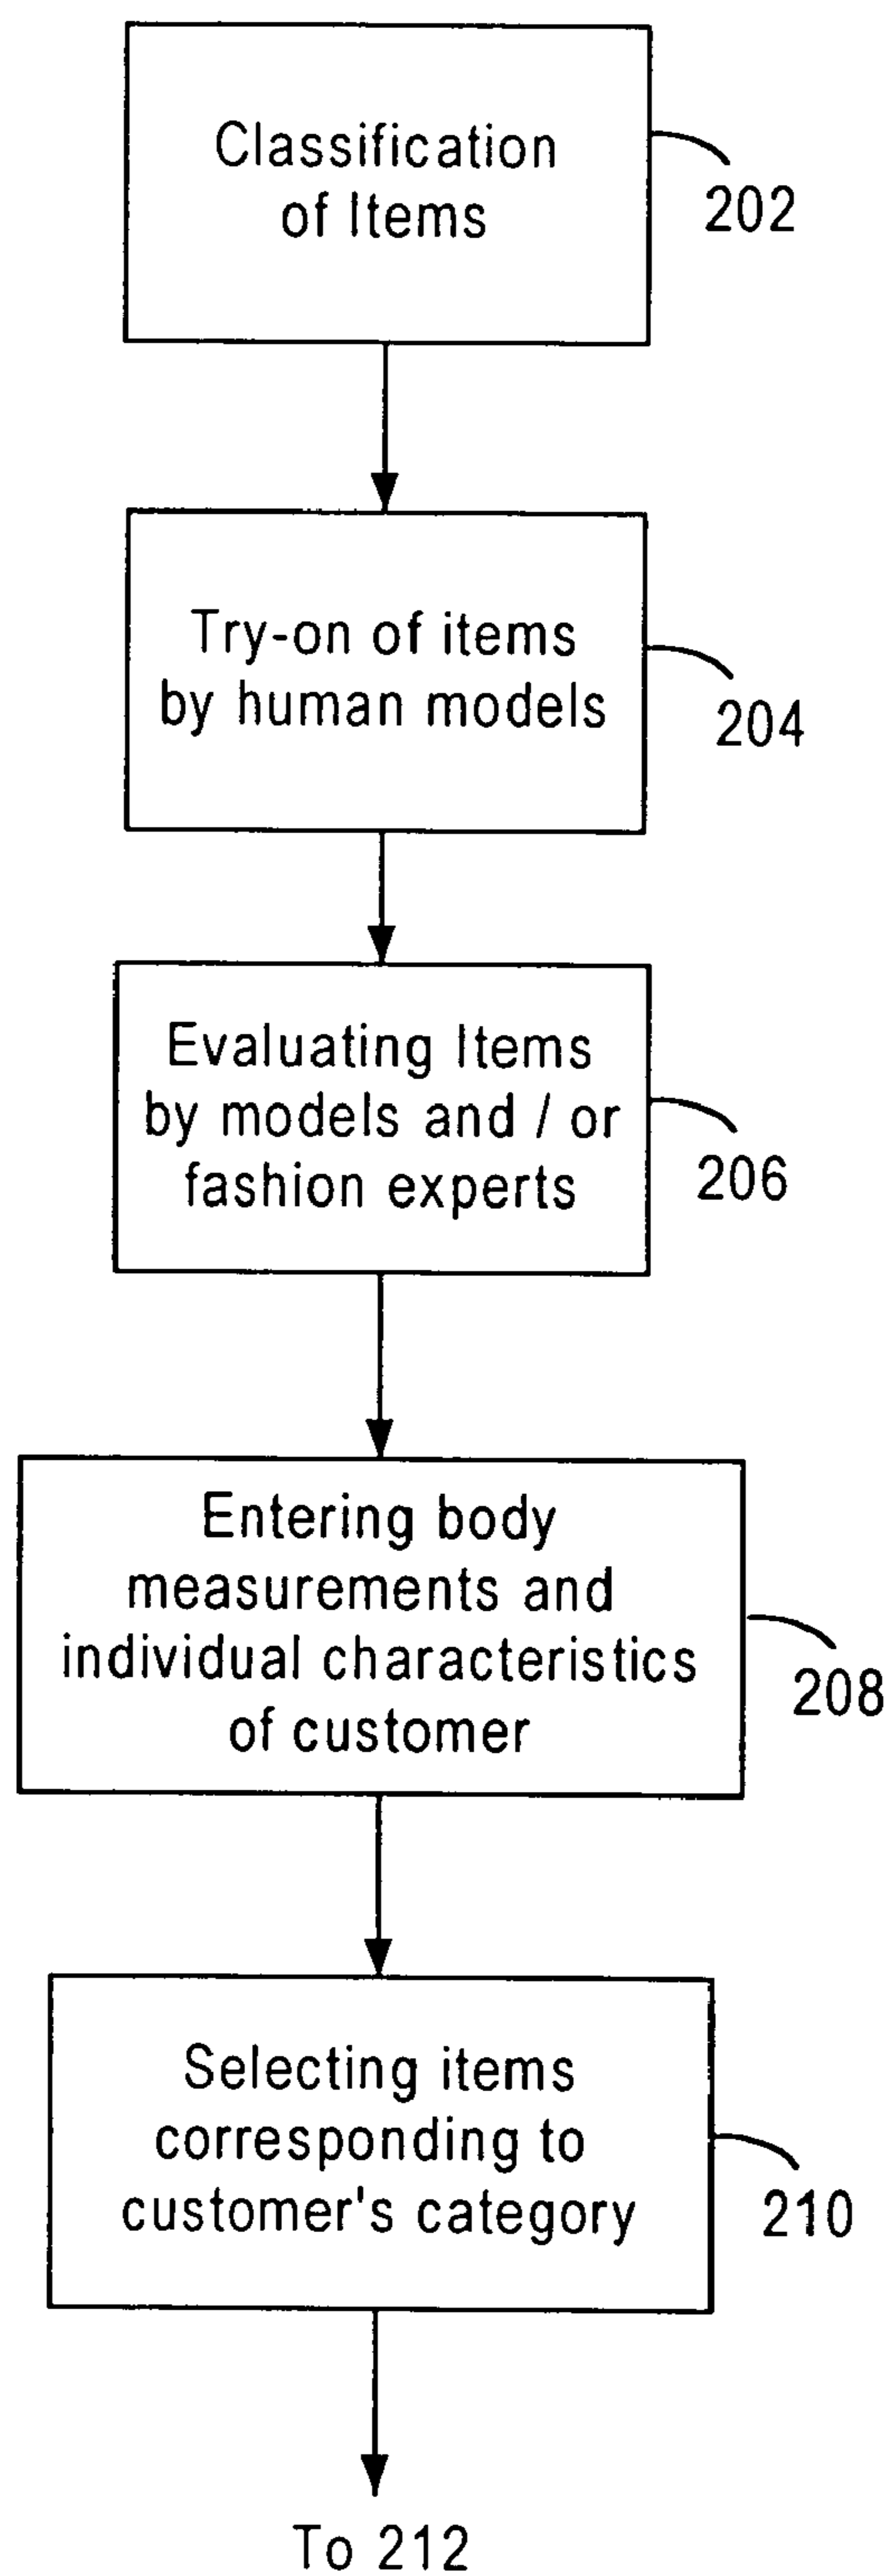 Classification
of Items
202
Try-on of items
by human models
204
Evaluating Items
by models and / or
fashion experts
206
Entering body
measurements and
individual characteristics
of customer
208
Selecting items
corresponding to
customer's category
210
To 212